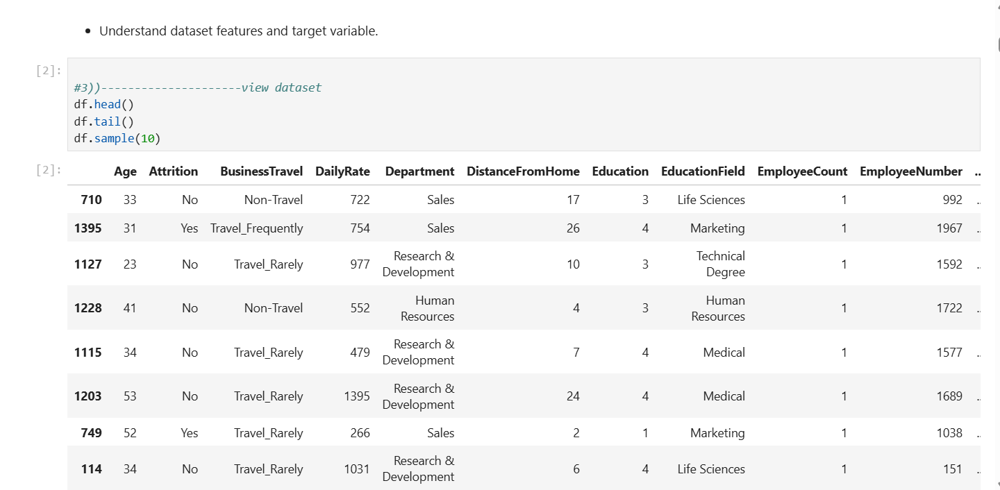 • Understand dataset features and target variable.
[2]:
#3))---------------------view dataset
df.head()
df.tail()
df.sample(10)
[2]: Age Attrition BusinessTravel DailyRate Department DistanceFromHome Education EducationField EmployeeCount EmployeeNumber ..
710 33 No Non-Travel 722 Sales 17 3 Life Sciences 1 992 ..
1395 31 Yes Travel_Frequently 754 Sales 26 4 Marketing 1 1967 ..
1127 23 No Travel_Rarely 977 Research & Development 10 3 Technical Degree 1 1592 ..
1228 41 No Non-Travel 552 Human Resources 4 3 Human Resources 1 1722 ..
1115 34 No Travel_Rarely 479 Research & Development 7 4 Medical 1 1577 ..
1203 53 No Travel_Rarely 1395 Research & Development 24 4 Medical 1 1689 ..
749 52 Yes Travel_Rarely 266 Sales 2 1 Marketing 1 1038 ..
114 34 No Travel_Rarely 1031 Research & Development 6 4 Life Sciences 1 151 ..